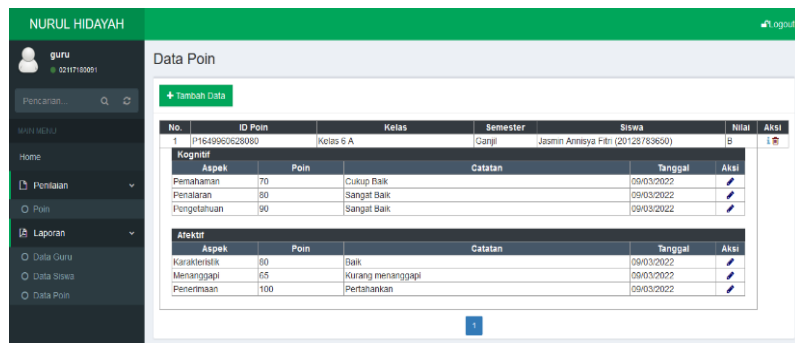 NURUL HIDAYAH
Logout
guru
02117180091
Pencarian...
MAIN MENU
Home
Penilaian
Poin
Laporan
Data Guru
Data Siswa
Data Poin
Data Poin
+ Tambah Data
No. ID Poin Kelas Semester Siswa Nilai Aksi
1 P1649960628080 Kelas 6 A Ganjil Jasmin Annisya Fitri (20128783650) B
Kognitif
Aspek Poin Catatan Tanggal Aksi
Pemahaman 70 Cukup Baik 09/03/2022
Penalaran 80 Sangat Baik 09/03/2022
Pengetahuan 90 Sangat Baik 09/03/2022
Afektif
Aspek Poin Catatan Tanggal Aksi
Karakteristik 80 Baik 09/03/2022
Menanggapi 65 Kurang menanggapi 09/03/2022
Penerimaan 100 Pertahankan 09/03/2022
1